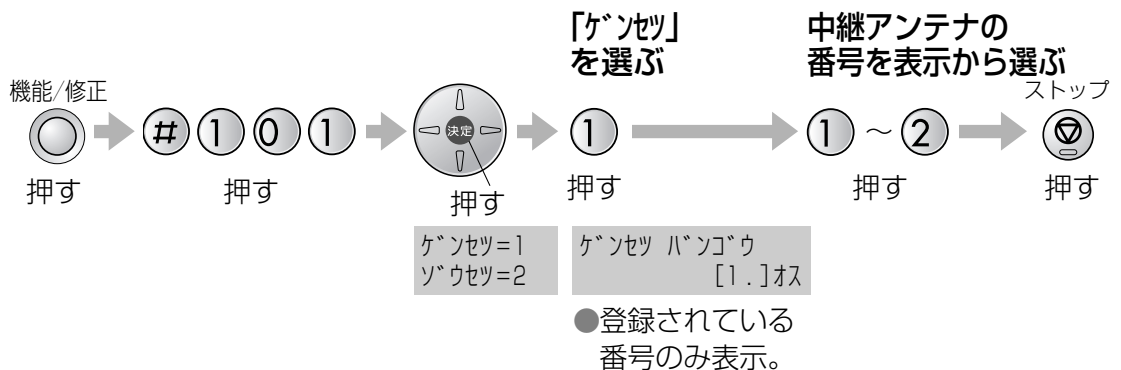 「ｹﾞﾝｾﾂ」
を選ぶ
中継アンテナの
番号を表示から選ぶ
機能/修正
ストップ
# 1 0 1
決定
1
1 ～ 2
押す
押す
押す
押す
押す
押す
ｹﾞﾝｾﾂ=1
ｿﾞｳｾﾂ=2
ｹﾞﾝｾﾂ ﾊﾞﾝｺﾞｳ
[1.]ｵｽ
●登録されている
番号のみ表示。